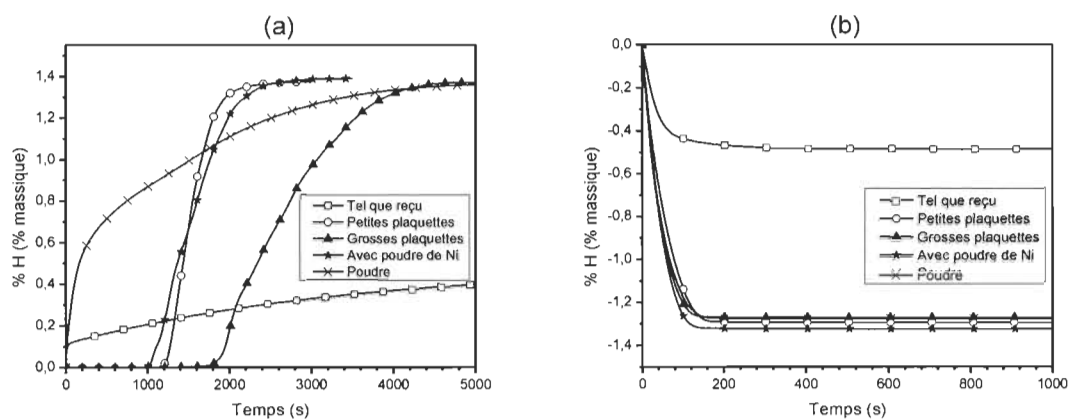 (a)
% H (% massique)
1,4
1,2
1,0
0,8
0,6
0,4
0,2
0,0
0
1000
2000
3000
4000
5000
Temps (s)
Tel que reçu
Petites plaquettes
Grosses plaquettes
Avec poudre de Ni
Poudre
(b)
% H (% massique)
0,0
-0,2
-0,4
-0,6
-0,8
-1,0
-1,2
-1,4
0
200
400
600
800
1000
Temps (s)
Tel que reçu
Petites plaquettes
Grosses plaquettes
Avec poudre de Ni
Poudre